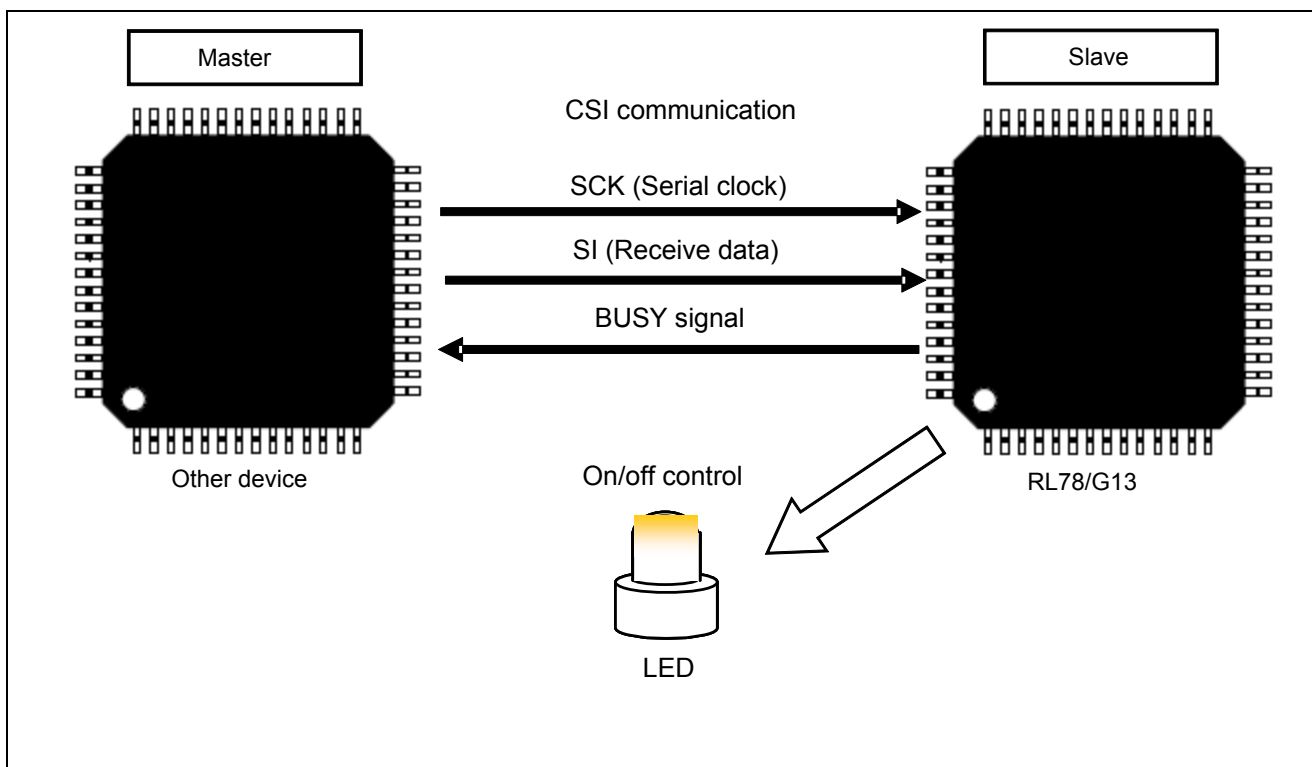 Master
Slave
CSI communication
SCK (Serial clock)
SI (Receive data)
BUSY signal
Other device
On/off control
RL78/G13
LED